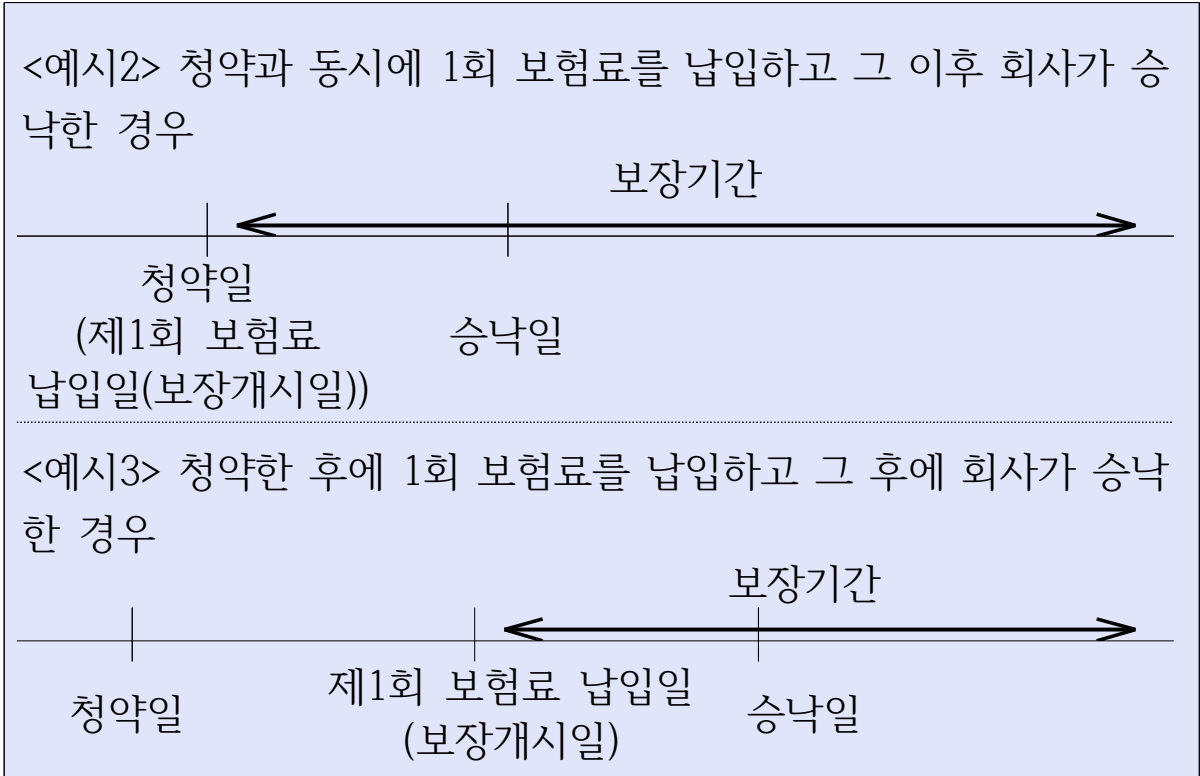 <예시2> 청약과 동시에 1회 보험료를 납입하고 그 이후 회사가 승
낙한 경우
보장기간
청약일
(제1회 보험료
납입일(보장개시일))
승낙일
<예시3> 청약한 후에 1회 보험료를 납입하고 그 후에 회사가 승낙
한 경우
보장기간
청약일
제1회 보험료 납입일
(보장개시일)
승낙일